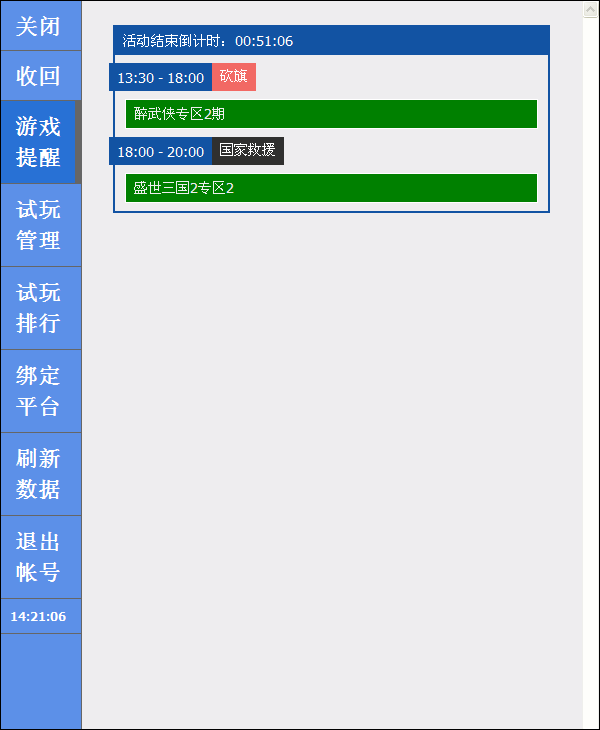 关闭
收回
游戏
提醒
试玩
管理
试玩
排行
绑定
平台
刷新
数据
退出
帐号
14:21:06
活动结束倒计时：00:51:06
13:30 - 18:00 砍旗
醉武侠专区2期
18:00 - 20:00 国家救援
盛世三国2专区2